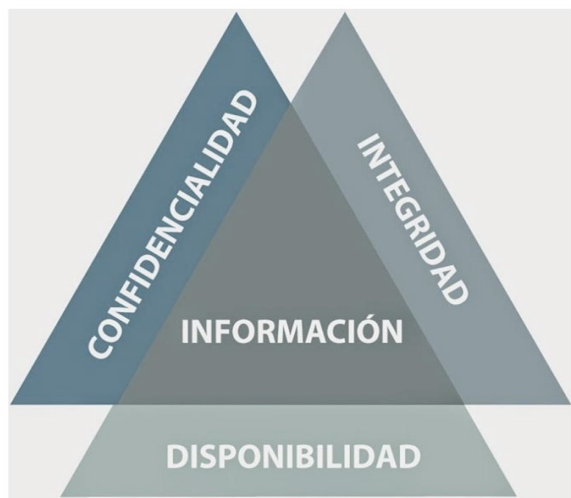 CONFIDENCIALIDAD
INTEGRIDAD
INFORMACIÓN
DISPONIBILIDAD